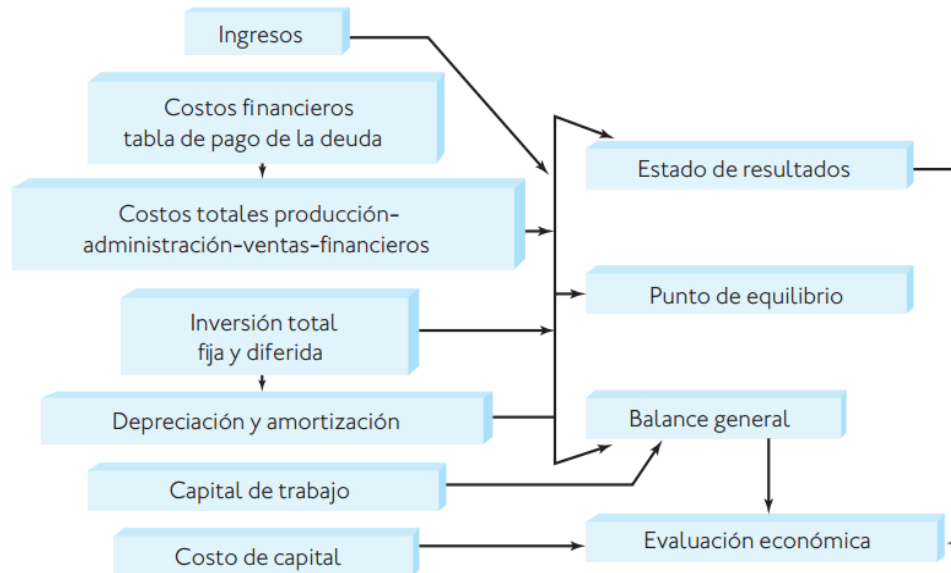 Ingresos
Costos financieros
tabla de pago de la deuda
Costos totales producción-
administración-ventas-financieros
Inversión total
fija y diferida
Depreciación y amortización
Capital de trabajo
Costo de capital
Estado de resultados
Punto de equilibrio
Balance general
Evaluación económica